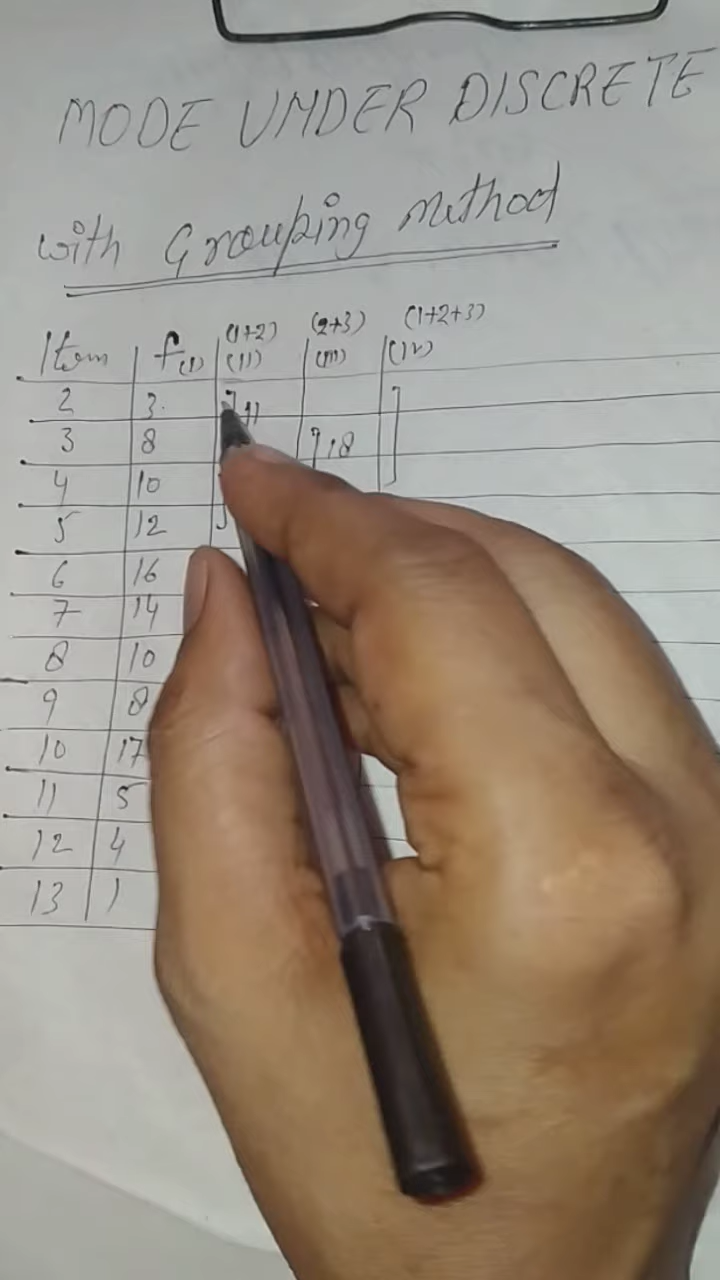 MODE UNDER DISCRETE
with Grouping Method
(1+2) (2+3) (1+2+3)
Item f(I) (II) (III) (IV)
2 3 11
3 8 18
4 10
5 12
6 16
7 14
8 10
9 8
10 17
11 5
12 4
13 1